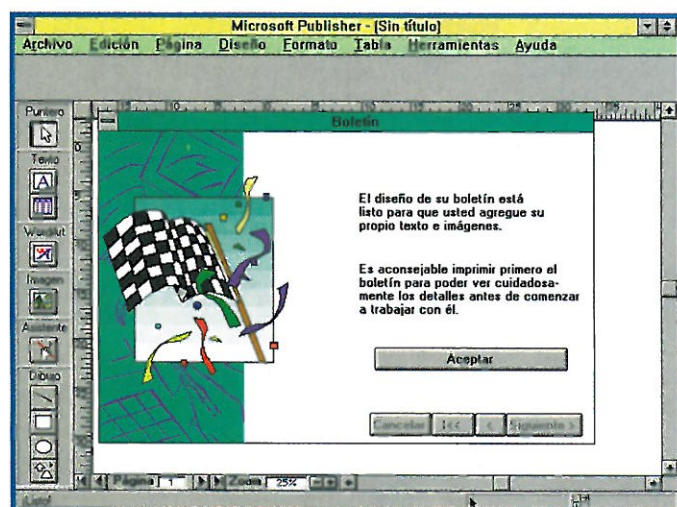 Microsoft Publisher - (Sin título)
Archivo Edición Página Diseño Formato Tabla Herramientas Ayuda
Puntero
Texto
WordArt
Imagen
Asistente
Dibujo
Boletín
El diseño de su boletín está
listo para que usted agregue su
propio texto e imágenes.
Es aconsejable imprimir primero el
boletín para poder ver cuidadosa-
mente los detalles antes de comenzar
a trabajar con él.
Aceptar
Cancelar I<< < Siguiente >
Página 1 Zoom 25%